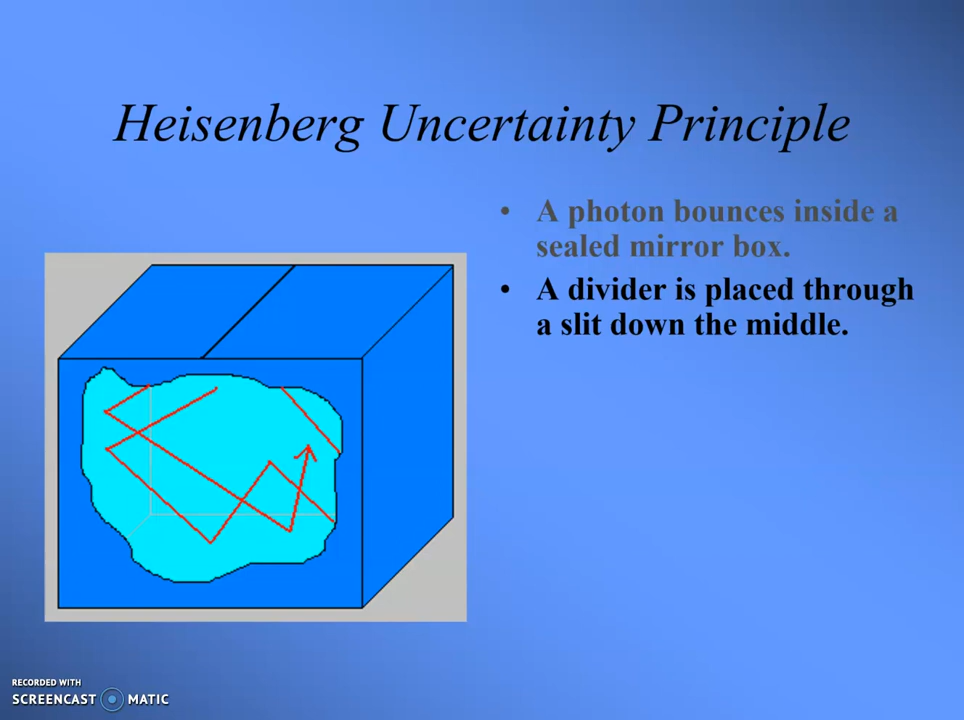 Heisenberg Uncertainty Principle
• A photon bounces inside a
sealed mirror box.
• A divider is placed through
a slit down the middle.
RECORDED WITH
SCREENCAST MATIC